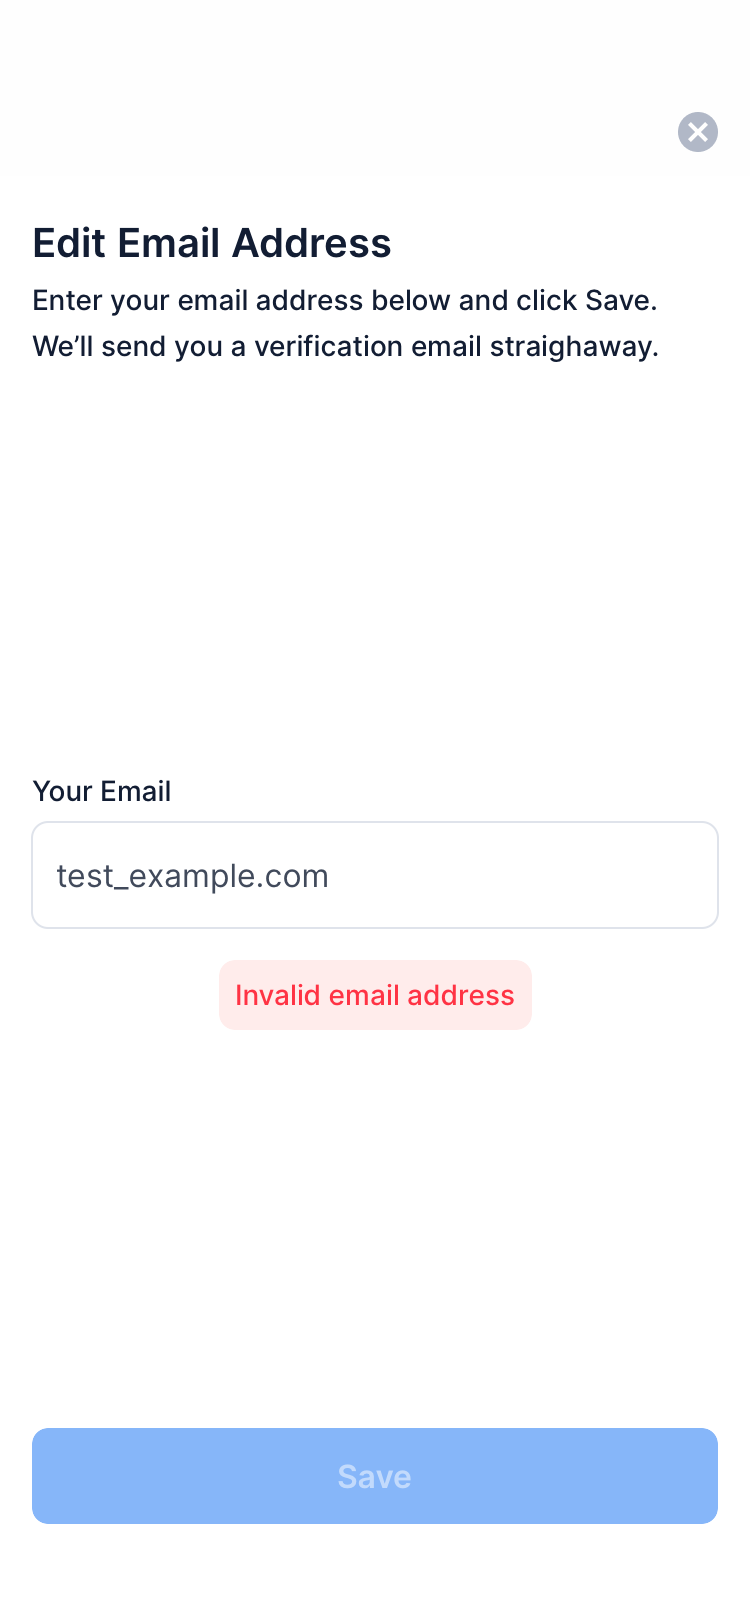 Edit Email Address
Enter your email address below and click Save.
We’ll send you a verification email straighaway.
Your Email
test_example.com
Invalid email address
Save